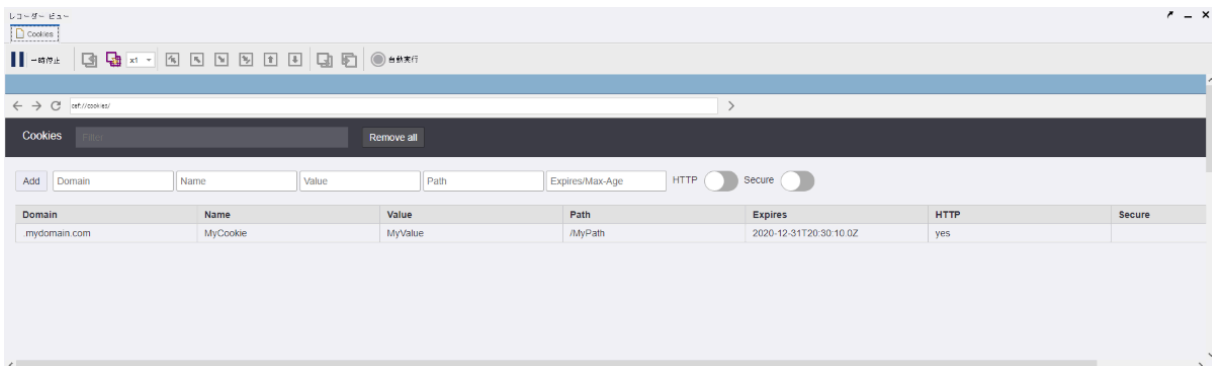 レコーダー ビュー
Cookies
一時停止 x1 自動実行
cef://cookies/
Cookies Filter... Remove all
Add Domain Name Value Path Expires/Max-Age HTTP Secure
Domain Name Value Path Expires HTTP Secure
.mydomain.com MyCookie MyValue /MyPath 2020-12-31T20:30:10.0Z yes